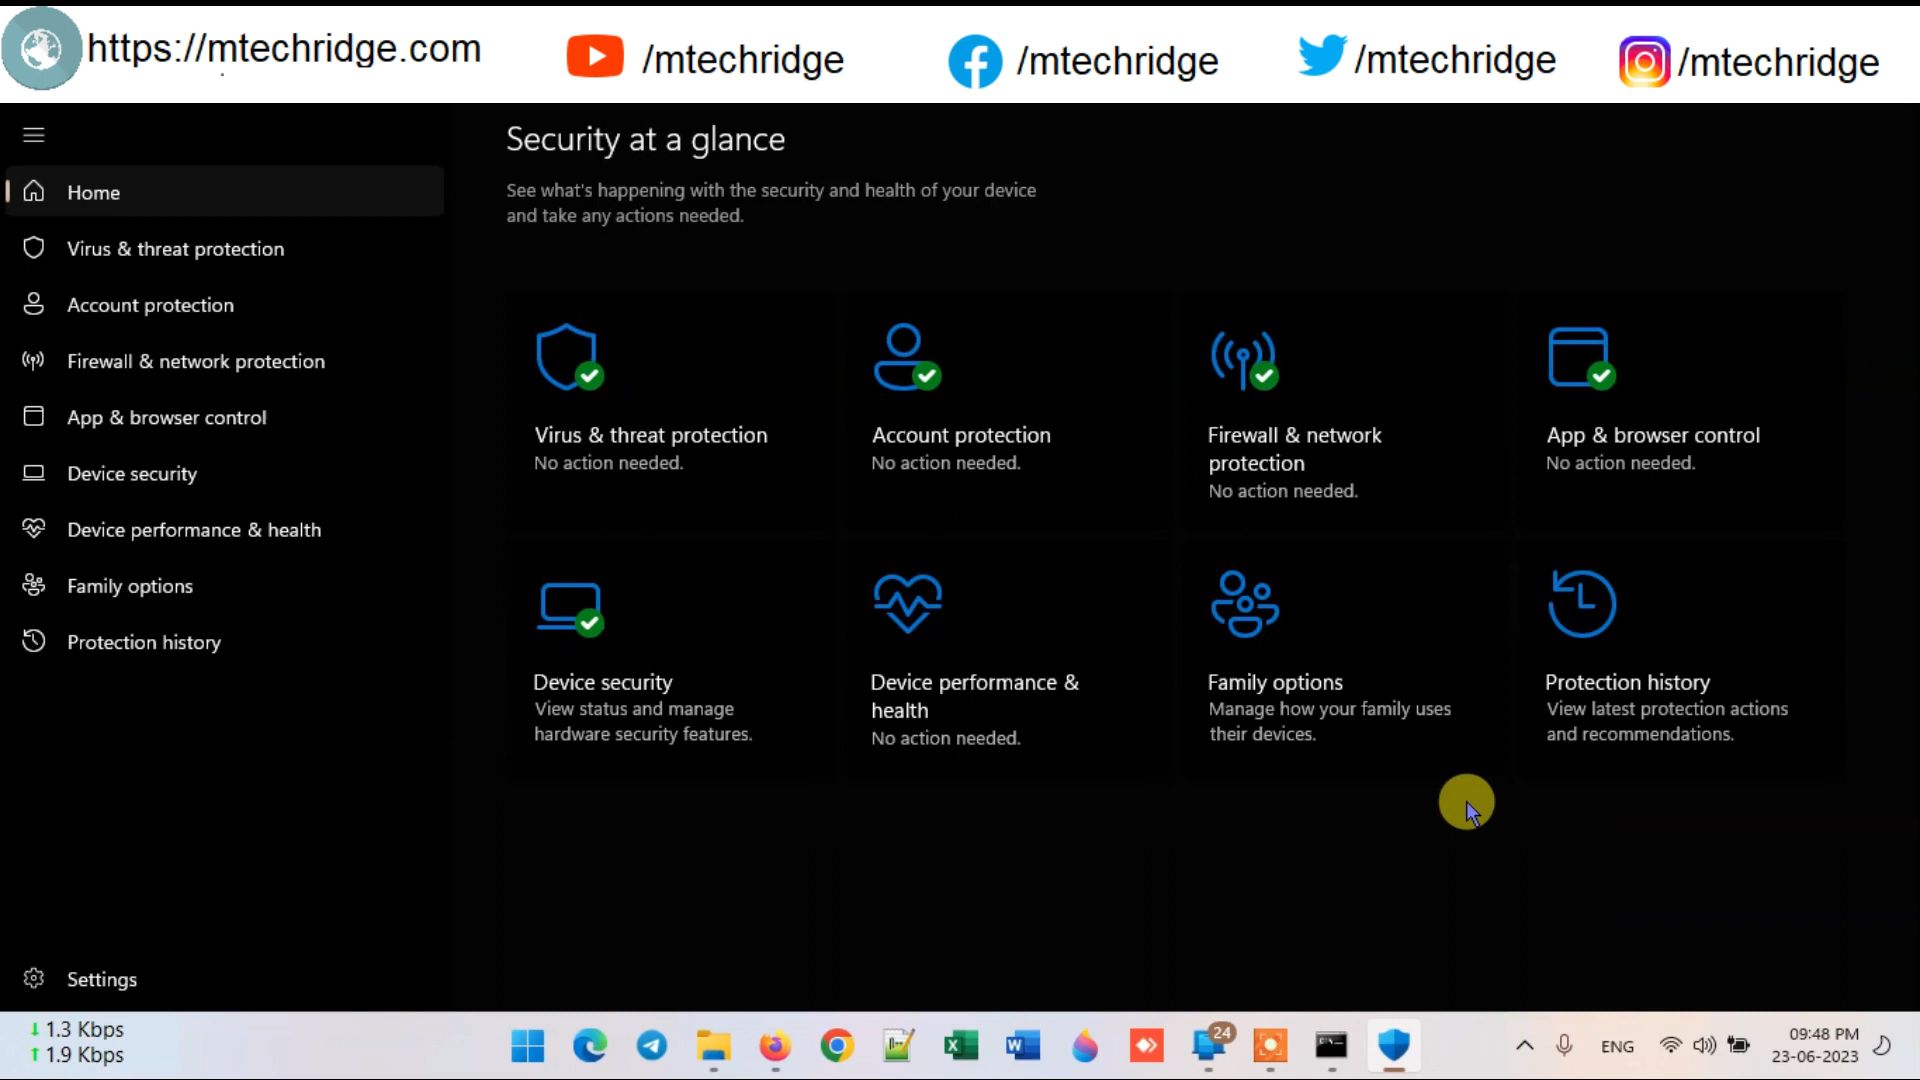 https://mtechridge.com
/mtechridge
/mtechridge
/mtechridge
/mtechridge
Security at a glance
See what's happening with the security and health of your device
and take any actions needed.
Home
Virus & threat protection
Account protection
Firewall & network protection
App & browser control
Device security
Device performance & health
Family options
Protection history
Settings
Virus & threat protection
No action needed.
Account protection
No action needed.
Firewall & network
protection
No action needed.
App & browser control
No action needed.
Device security
View status and manage
hardware security features.
Device performance &
health
No action needed.
Family options
Manage how your family uses
their devices.
Protection history
View latest protection actions
and recommendations.
1.3 Kbps
1.9 Kbps
24
ENG
09:48 PM
23-06-2023